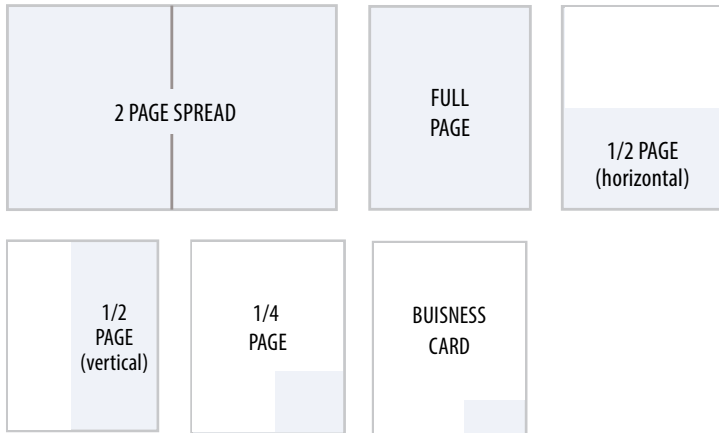 2 PAGE SPREAD
FULL
PAGE
1/2 PAGE
(horizontal)
1/2
PAGE
(vertical)
1/4
PAGE
BUISNESS
CARD